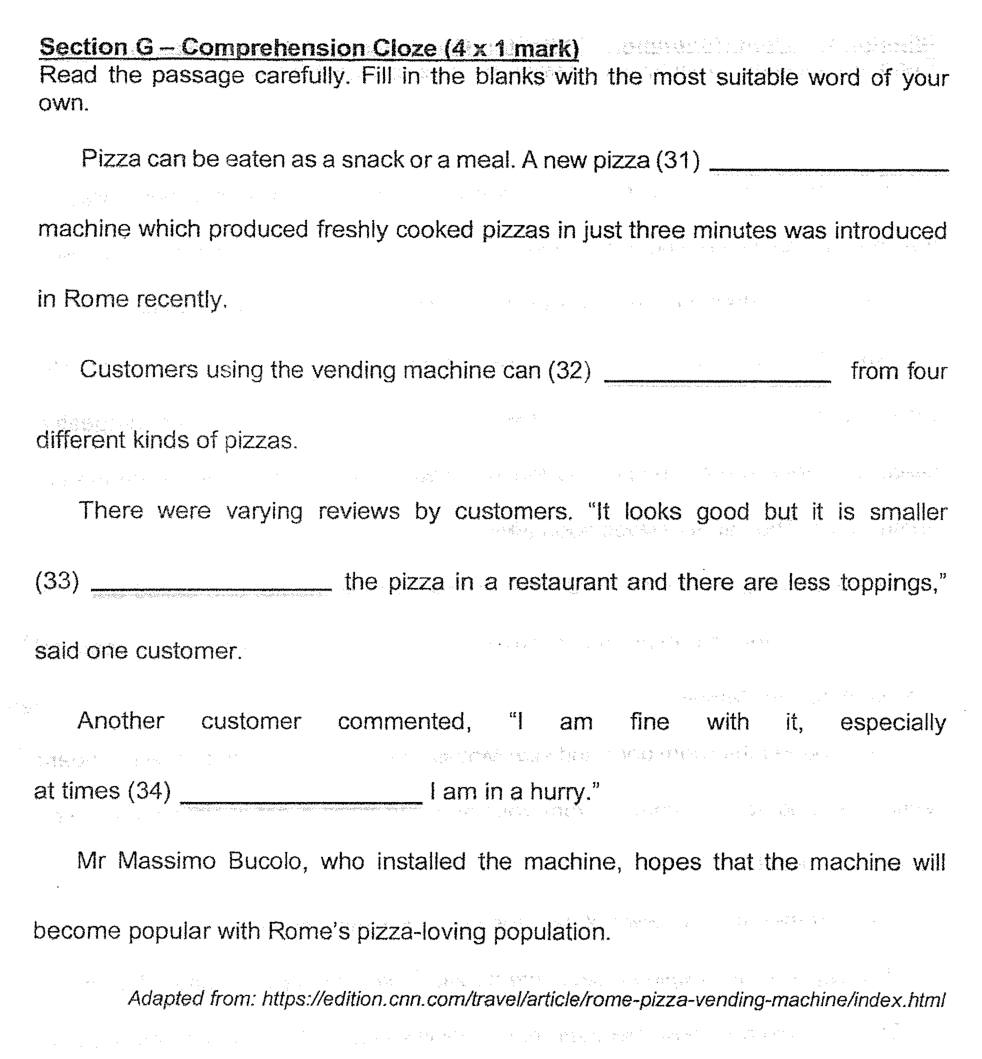 Section G – Comprehension Cloze (4 x 1 mark)
Read the passage carefully. Fill in the blanks with the most suitable word of your
own.
Pizza can be eaten as a snack or a meal. A new pizza (31) ____________________
machine which produced freshly cooked pizzas in just three minutes was introduced
in Rome recently.
Customers using the vending machine can (32) ____________________ from four
different kinds of pizzas.
There were varying reviews by customers. “It looks good but it is smaller
(33) ____________________ the pizza in a restaurant and there are less toppings,”
said one customer.
Another customer commented, “I am fine with it, especially
at times (34) ____________________ I am in a hurry.”
Mr Massimo Bucolo, who installed the machine, hopes that the machine will
become popular with Rome’s pizza-loving population.
Adapted from: https://edition.cnn.com/travel/article/rome-pizza-vending-machine/index.html